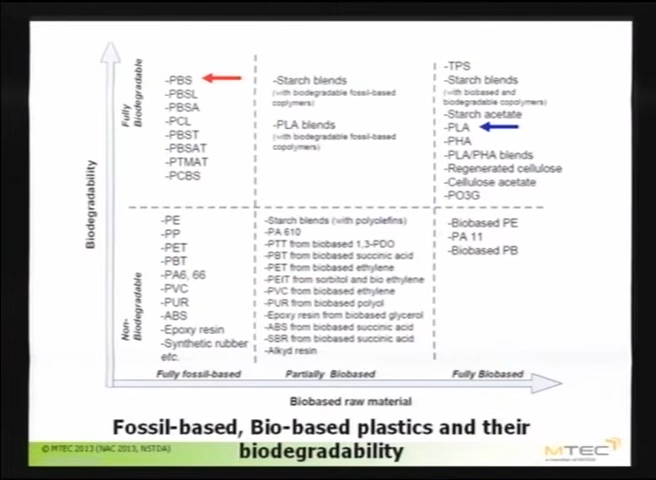 Fully
Biodegradable
Biodegradability
Non-
Biodegradable
-PBS
-PBSL
-PBSA
-PCL
-PBST
-PBSAT
-PTMAT
-PCBS
-Starch blends
(with biodegradable fossil-based
coplymers)
-PLA blends
(with biodegradable fossil-based
copolymers)
-TPS
-Starch blends
(with biobased and
biodegradable copolymers)
-Starch acetate
-PLA
-PHA
-PLA/PHA blends
-Regenerated cellulose
-Cellulose acetate
-PO3G
-PE
-PP
-PET
-PBT
-PA6, 66
-PVC
-PUR
-ABS
-Epoxy resin
-Synthetic rubber
etc.
-Starch blends (with polyolefins)
-PA 610
-PTT from biobased 1,3-PDO
-PBT from biobased succinic acid
-PET from biobased ethylene
-PEIT from sorbitol and bio ethylene
-PVC from biobased ethylene
-PUR from biobased polyol
-Epoxy resin from biobased glycerol
-ABS from biobased succinic acid
-SBR from biobased succinic acid
-Alkyd resin
-Biobased PE
-PA 11
-Biobased PB
Fully fossil-based
Partially Biobased
Fully Biobased
Biobased raw material
Fossil-based, Bio-based plastics and their
biodegradability
© MTEC 2013 (NAC 2013, NSTDA)
MTEC
a member of NSTDA